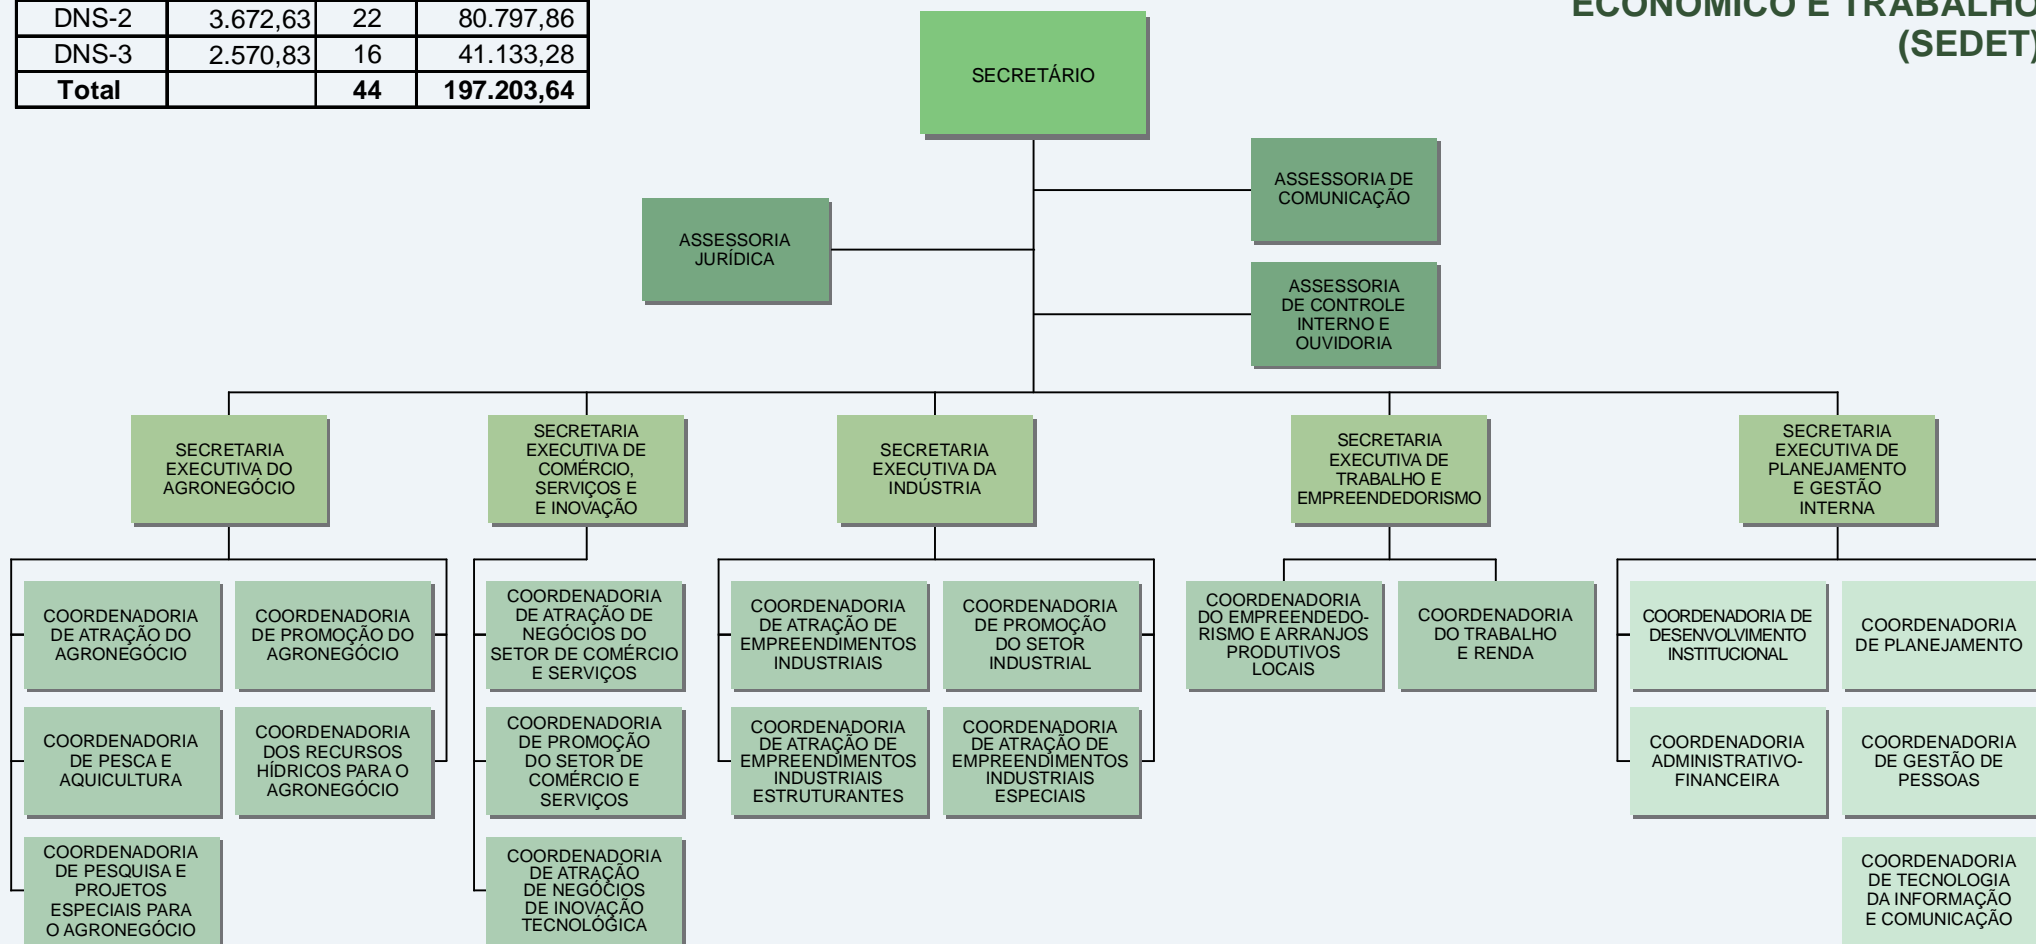 DNS-2 3.672,63 22 80.797,86
DNS-3 2.570,83 16 41.133,28
Total 44 197.203,64
ECONÔMICO E TRABALHO
(SEDET)
SECRETÁRIO
ASSESSORIA DE
COMUNICAÇÃO
ASSESSORIA
JURÍDICA
ASSESSORIA
DE CONTROLE
INTERNO E
OUVIDORIA
SECRETARIA
EXECUTIVA DO
AGRONEGÓCIO
SECRETARIA
EXECUTIVA DE
COMÉRCIO,
SERVIÇOS E
E INOVAÇÃO
SECRETARIA
EXECUTIVA DA
INDÚSTRIA
SECRETARIA
EXECUTIVA DE
TRABALHO E
EMPREENDEDORISMO
SECRETARIA
EXECUTIVA DE
PLANEJAMENTO
E GESTÃO
INTERNA
COORDENADORIA
DE ATRAÇÃO DO
AGRONEGÓCIO
COORDENADORIA
DE PROMOÇÃO DO
AGRONEGÓCIO
COORDENADORIA
DE ATRAÇÃO DE
NEGÓCIOS DO
SETOR DE COMÉRCIO
E SERVIÇOS
COORDENADORIA
DE ATRAÇÃO DE
EMPREENDIMENTOS
INDUSTRIAIS
COORDENADORIA
DE PROMOÇÃO
DO SETOR
INDUSTRIAL
COORDENADORIA
DO EMPREENDEDO-
RISMO E ARRANJOS
PRODUTIVOS
LOCAIS
COORDENADORIA
DO TRABALHO
E RENDA
COORDENADORIA DE
DESENVOLVIMENTO
INSTITUCIONAL
COORDENADORIA
DE PLANEJAMENTO
COORDENADORIA
DE PESCA E
AQUICULTURA
COORDENADORIA
DOS RECURSOS
HÍDRICOS PARA O
AGRONEGÓCIO
COORDENADORIA
DE PROMOÇÃO
DO SETOR DE
COMÉRCIO E
SERVIÇOS
COORDENADORIA
DE ATRAÇÃO DE
EMPREENDIMENTOS
INDUSTRIAIS
ESTRUTURANTES
COORDENADORIA
DE ATRAÇÃO DE
EMPREENDIMENTOS
INDUSTRIAIS
ESPECIAIS
COORDENADORIA
ADMINISTRATIVO-
FINANCEIRA
COORDENADORIA
DE GESTÃO DE
PESSOAS
COORDENADORIA
DE PESQUISA E
PROJETOS
ESPECIAIS PARA
O AGRONEGÓCIO
COORDENADORIA
DE ATRAÇÃO
DE NEGÓCIOS
DE INOVAÇÃO
TECNOLÓGICA
COORDENADORIA
DE TECNOLOGIA
DA INFORMAÇÃO
E COMUNICAÇÃO